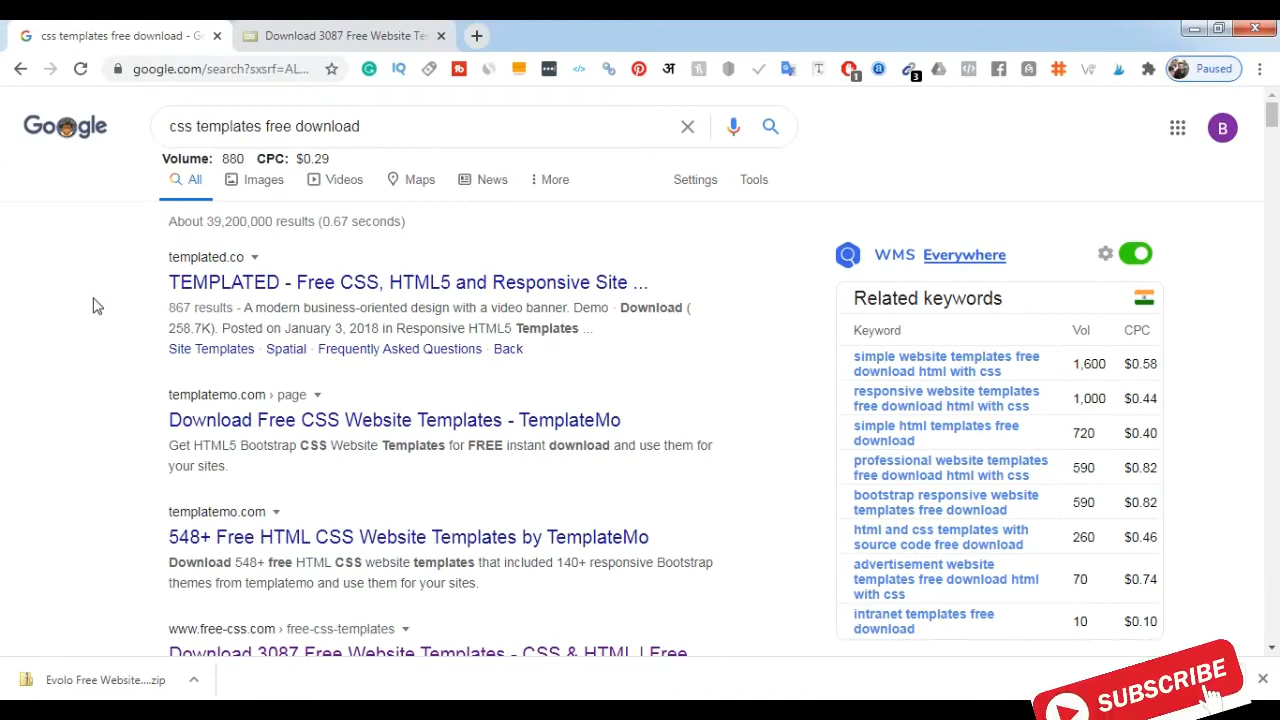 css templates free download - G
Download 3087 Free Website Te
google.com/search?sxsrf=AL...
Paused
Google
css templates free download
B
Volume: 880 CPC: $0.29
All
Images
Videos
Maps
News
More
Settings
Tools
About 39,200,000 results (0.67 seconds)
templated.co
TEMPLATED - Free CSS, HTML5 and Responsive Site ...
867 results - A modern business-oriented design with a video banner. Demo · Download (
258.7K). Posted on January 3, 2018 in Responsive HTML5 Templates ...
Site Templates · Spatial · Frequently Asked Questions · Back
templatemo.com › page
Download Free CSS Website Templates - TemplateMo
Get HTML5 Bootstrap CSS Website Templates for FREE instant download and use them for
your sites.
templatemo.com
548+ Free HTML CSS Website Templates by TemplateMo
Download 548+ free HTML CSS website templates that included 140+ responsive Bootstrap
themes from templatemo and use them for your sites.
www.free-css.com › free-css-templates
Download 3087 Free Website Templates - CSS & HTML | Free
WMS Everywhere
Related keywords
Keyword Vol CPC
simple website templates free
download html with css 1,600 $0.58
responsive website templates
free download html with css 1,000 $0.44
simple html templates free
download 720 $0.40
professional website templates
free download html with css 590 $0.82
bootstrap responsive website
templates free download 590 $0.82
html and css templates with
source code free download 260 $0.46
advertisement website
templates free download html
with css 70 $0.74
intranet templates free
download 10 $0.10
Evolo Free Website....zip
SUBSCRIBE